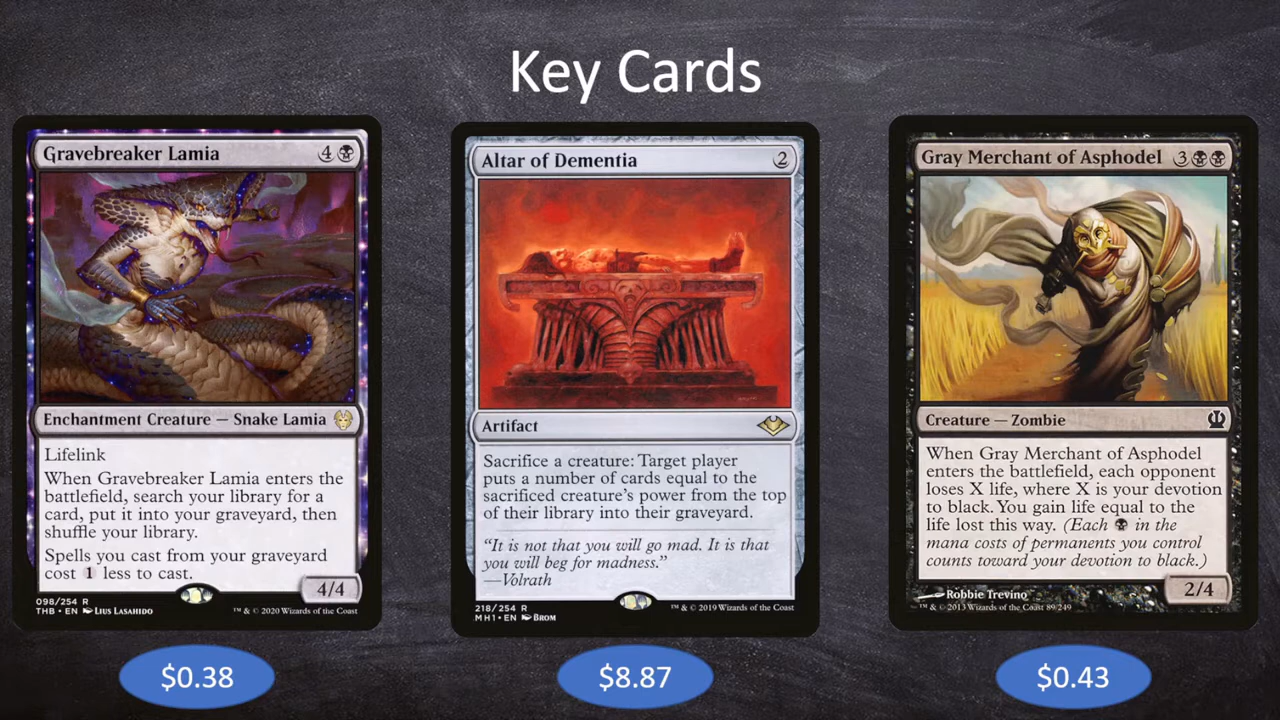 Key Cards
Gravebreaker Lamia 4
Enchantment Creature — Snake Lamia
Lifelink
When Gravebreaker Lamia enters the
battlefield, search your library for a
card, put it into your graveyard, then
shuffle your library.
Spells you cast from your graveyard
cost 1 less to cast.
4/4
098/254 R
THB • EN Lius Lasahido
™ & © 2020 Wizards of the Coast
$0.38
Altar of Dementia 2
Artifact
Sacrifice a creature: Target player
puts a number of cards equal to the
sacrificed creature's power from the top
of their library into their graveyard.
"It is not that you will go mad. It is that
you will beg for madness."
—Volrath
218/254 R
MH1 • EN Brom
™ & © 2019 Wizards of the Coast
$8.87
Gray Merchant of Asphodel 3
Creature — Zombie
When Gray Merchant of Asphodel
enters the battlefield, each opponent
loses X life, where X is your devotion
to black. You gain life equal to the
life lost this way. (Each in the
mana costs of permanents you control
counts toward your devotion to black.)
2/4
Robbie Trevino
™ & © 2013 Wizards of the Coast 89/249
$0.43